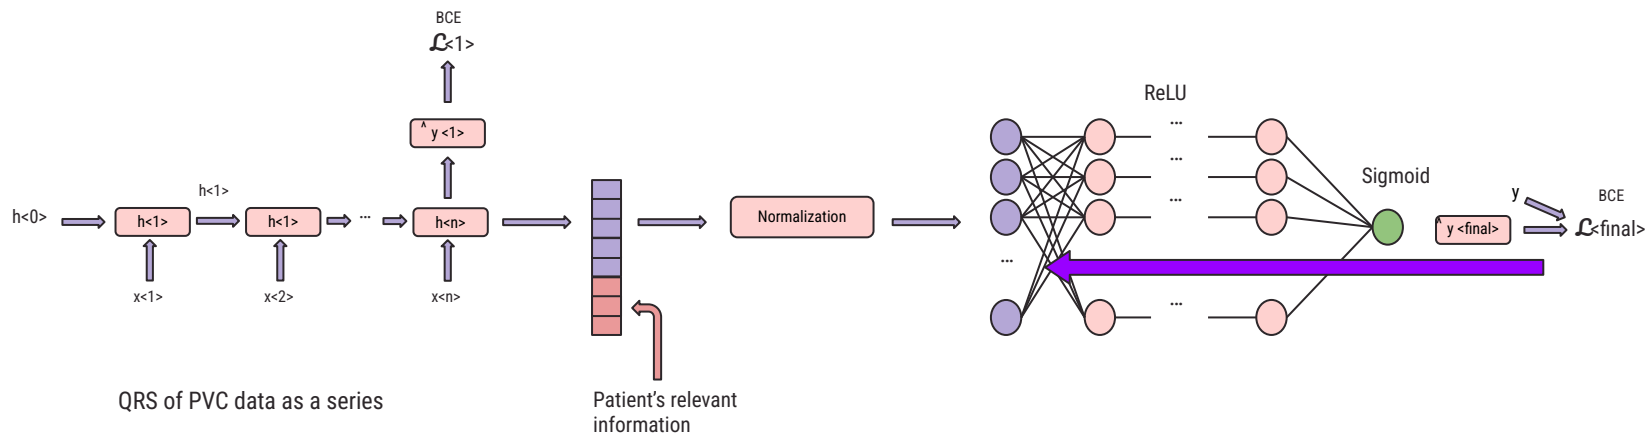 BCE
ℒ<1>
^ y <1>
h<1>
h<0>
h<1>
h<1>
...
h<n>
x<1>
x<2>
x<n>
QRS of PVC data as a series
Patient's relevant
information
Normalization
ReLU
...
...
...
...
...
Sigmoid
y
BCE
^ y <final>
ℒ<final>